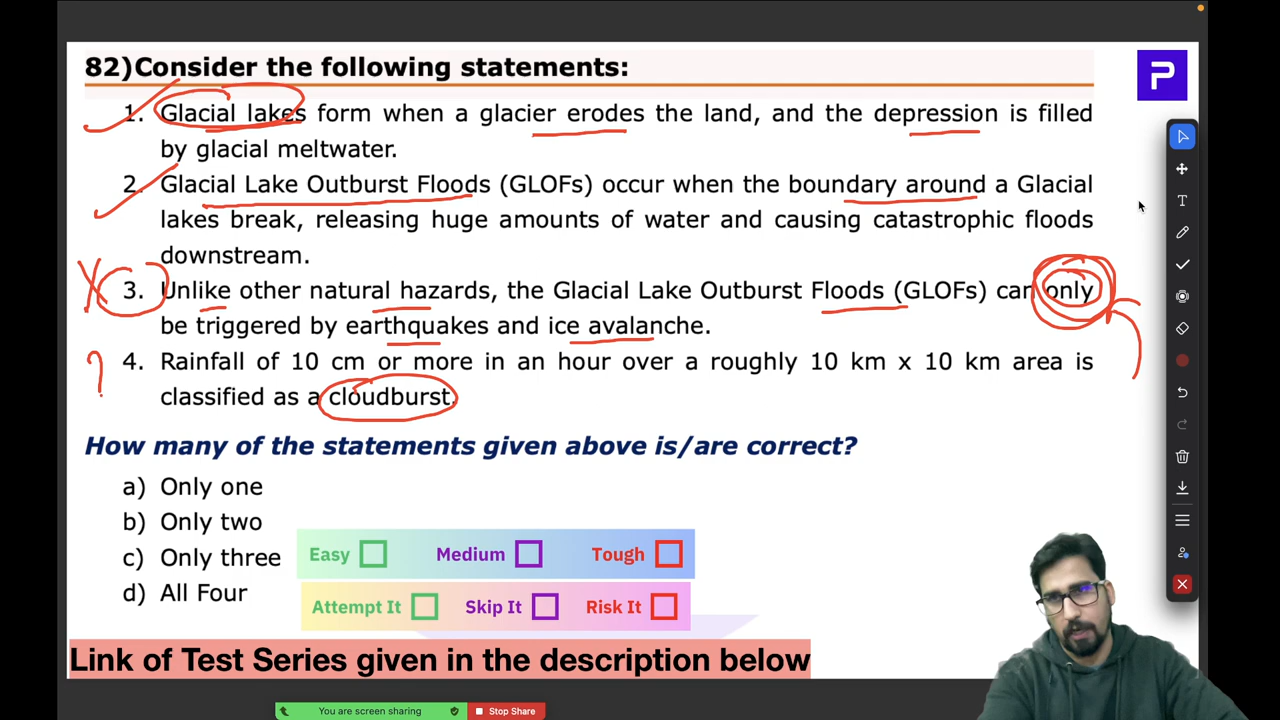 82)Consider the following statements:
1. Glacial lakes form when a glacier erodes the land, and the depression is filled
by glacial meltwater.
2. Glacial Lake Outburst Floods (GLOFs) occur when the boundary around a Glacial
lakes break, releasing huge amounts of water and causing catastrophic floods
downstream.
3. Unlike other natural hazards, the Glacial Lake Outburst Floods (GLOFs) can only
be triggered by earthquakes and ice avalanche.
? 4. Rainfall of 10 cm or more in an hour over a roughly 10 km x 10 km area is
classified as a cloudburst.
How many of the statements given above is/are correct?
a) Only one
b) Only two
c) Only three
d) All Four
Easy Medium Tough
Attempt It Skip It Risk It
Link of Test Series given in the description below
You are screen sharing Stop Share